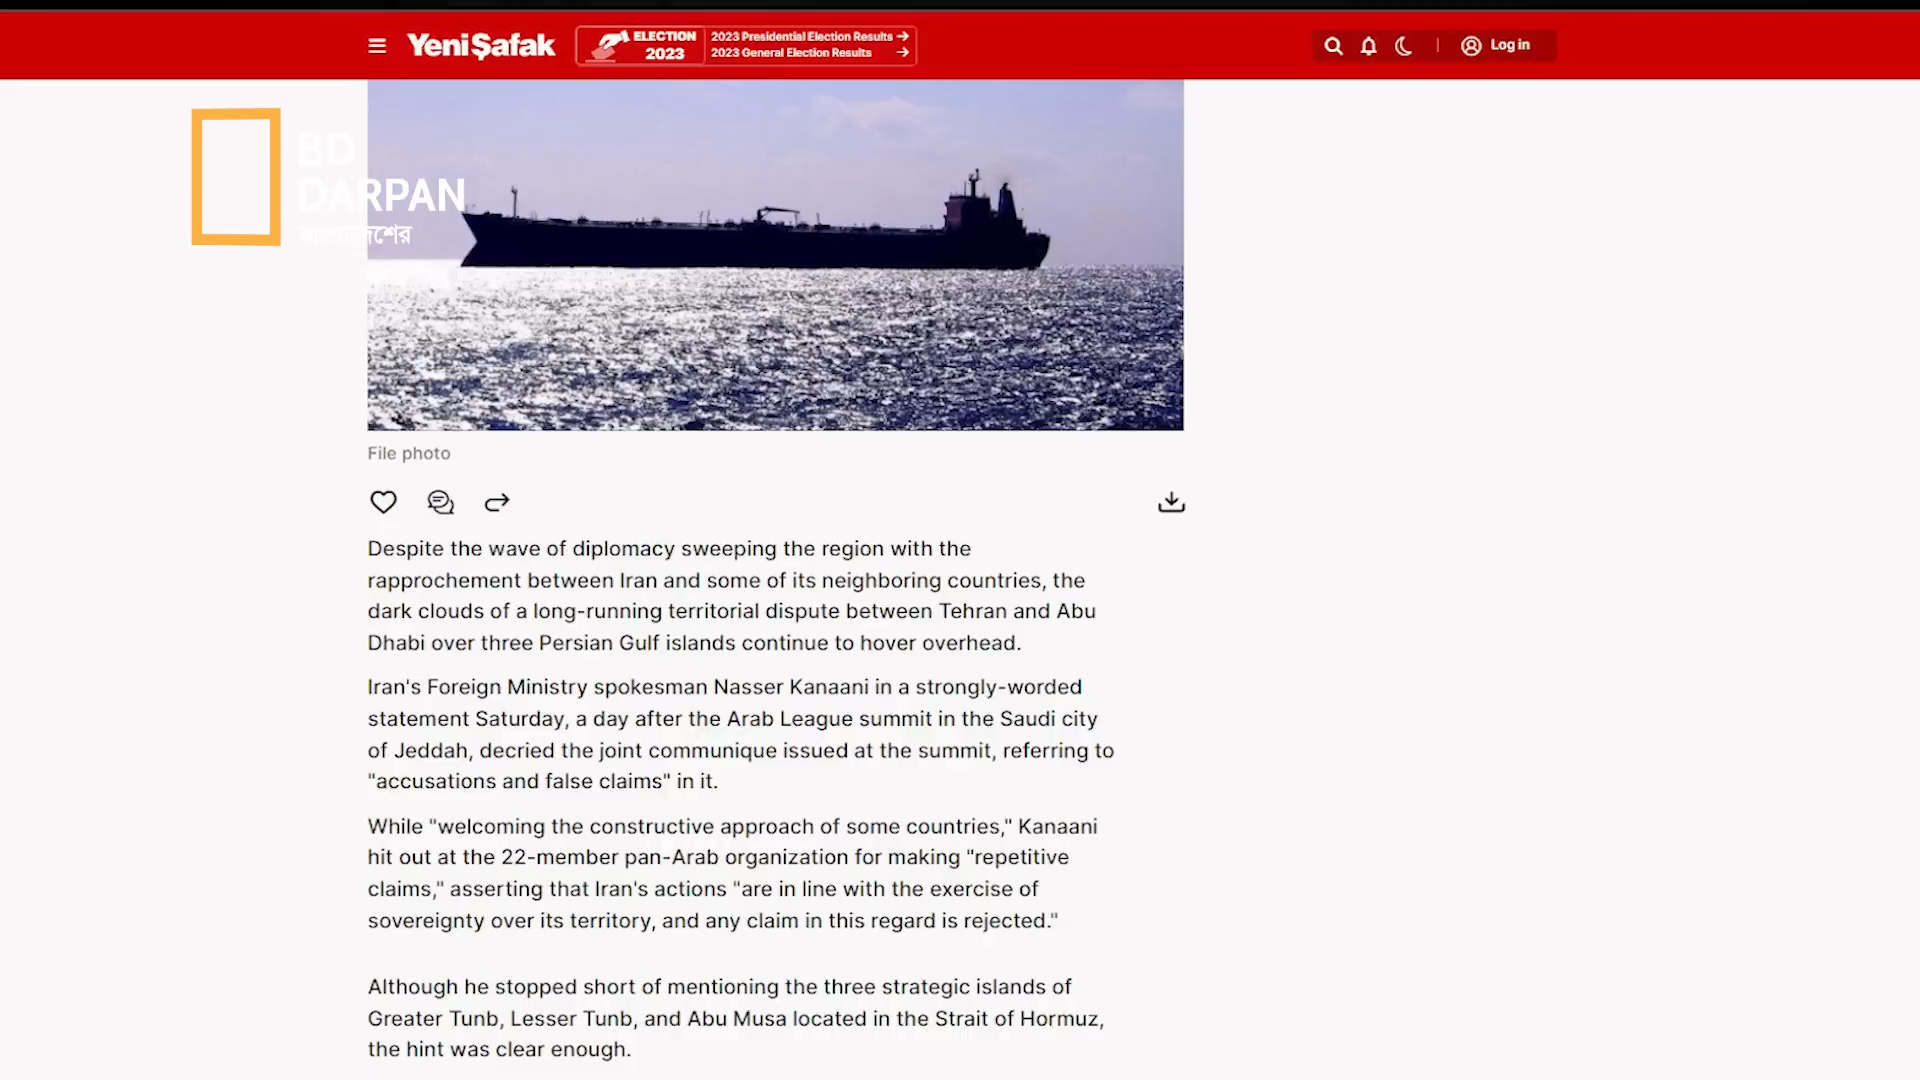 Yeni Şafak
ELECTION
2023
2023 Presidential Election Results
2023 General Election Results
Log in
BD
DARPAN
File photo
Despite the wave of diplomacy sweeping the region with the
rapprochement between Iran and some of its neighboring countries, the
dark clouds of a long-running territorial dispute between Tehran and Abu
Dhabi over three Persian Gulf islands continue to hover overhead.
Iran's Foreign Ministry spokesman Nasser Kanaani in a strongly-worded
statement Saturday, a day after the Arab League summit in the Saudi city
of Jeddah, decried the joint communique issued at the summit, referring to
"accusations and false claims" in it.
While "welcoming the constructive approach of some countries," Kanaani
hit out at the 22-member pan-Arab organization for making "repetitive
claims," asserting that Iran's actions "are in line with the exercise of
sovereignty over its territory, and any claim in this regard is rejected."
Although he stopped short of mentioning the three strategic islands of
Greater Tunb, Lesser Tunb, and Abu Musa located in the Strait of Hormuz,
the hint was clear enough.